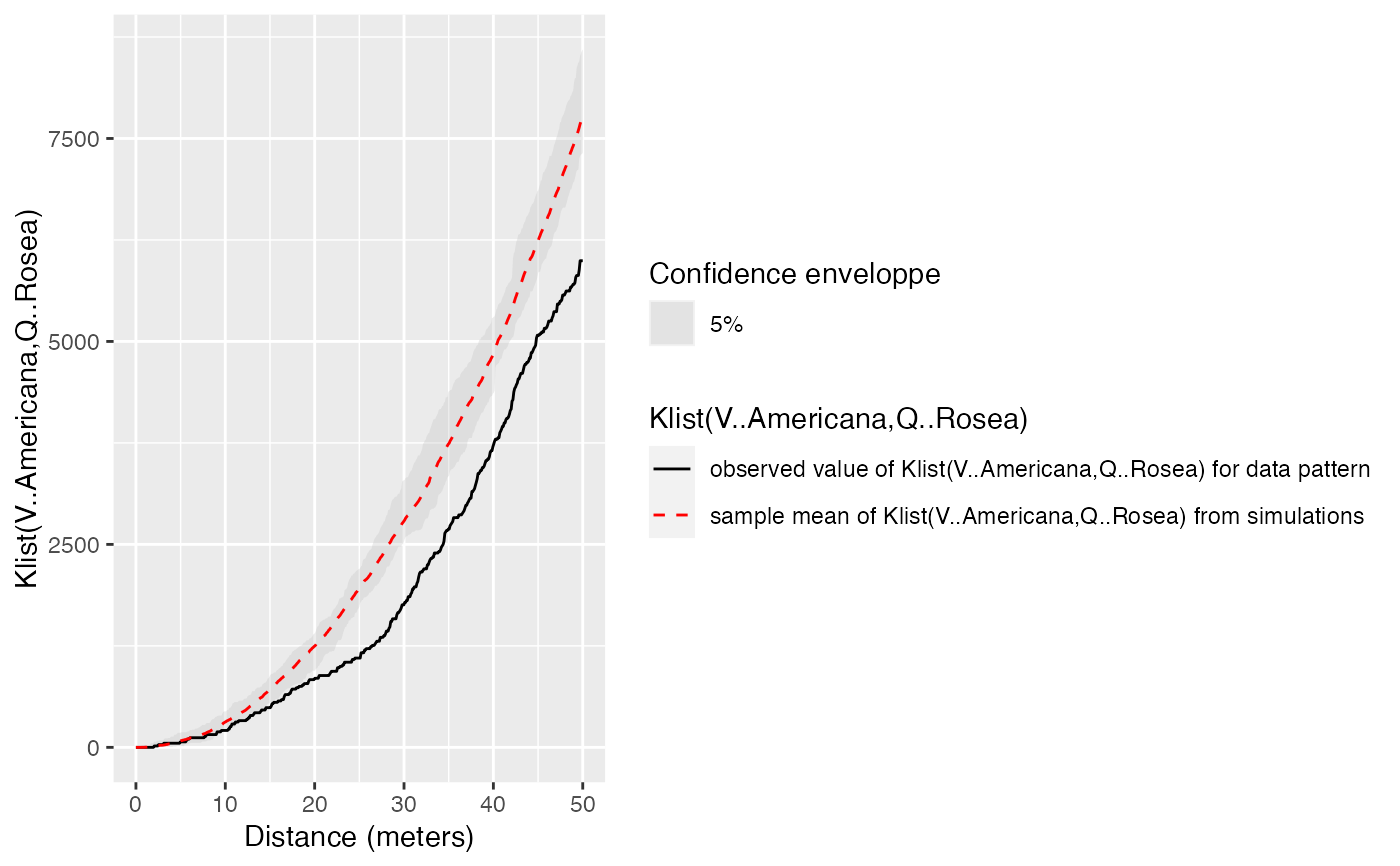 Klist(V..Americana,Q..Rosea)
7500
5000
2500
0
0 10 20 30 40 50
Distance (meters)
Confidence enveloppe
5%
Klist(V..Americana,Q..Rosea)
observed value of Klist(V..Americana,Q..Rosea) for data pattern
sample mean of Klist(V..Americana,Q..Rosea) from simulations